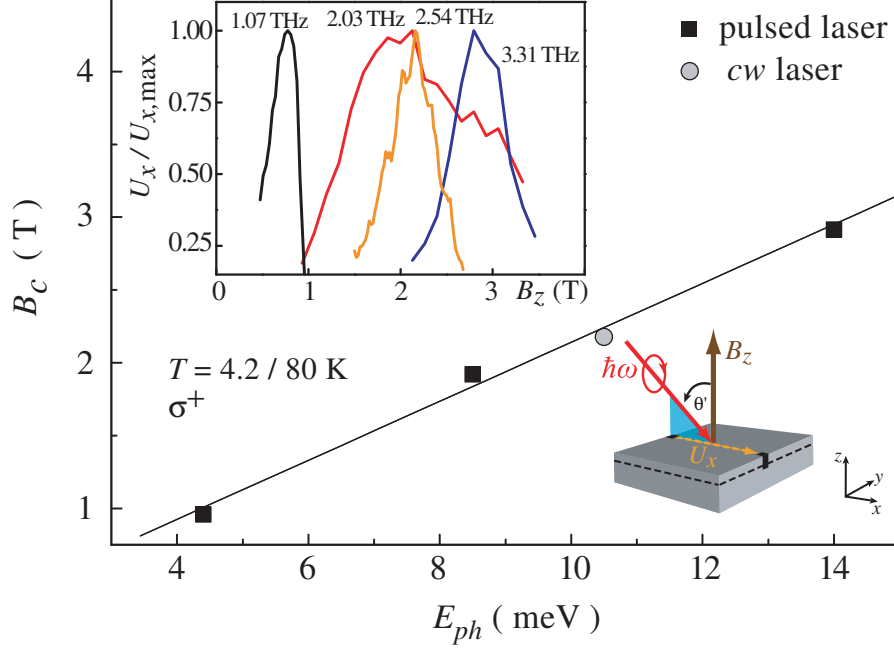 1.07 THz 2.03 THz 2.54 THz
3.31 THz
U_x / U_x,max
1.00
0.75
0.50
0.25
0 1 2 3
B_z (T)
■ pulsed laser
● cw laser
B_c ( T )
4
3
2
1
T = 4.2 / 80 K
σ⁺
ħω
B_z
θ'
U_x
z
y
x
4 6 8 10 12 14
E_ph ( meV )